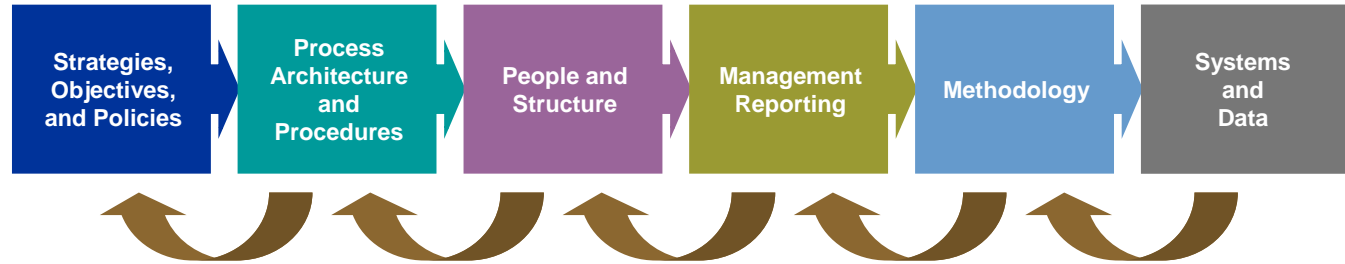 Strategies,
Objectives,
and Policies
Process
Architecture
and
Procedures
People and
Structure
Management
Reporting
Methodology
Systems
and
Data